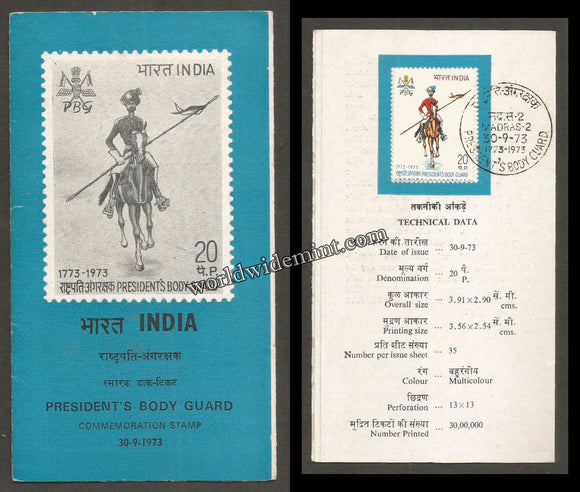 भारत INDIA
PBG
1773-1973
20
पै.
P.
राष्ट्रपति अंगरक्षक PRESIDENT'S BODY GUARD
भारत INDIA
राष्ट्रपति-अंगरक्षक
स्मारक डाक-टिकट
PRESIDENT'S BODY GUARD
COMMEMORATION STAMP
30-9-1973
भारत INDIA
PBG
1773-1973
20
P.
राष्ट्रपति अंगरक्षक PRESIDENT'S BODY GUARD
MADRAS-2
30-9-73
1773-1973
PRESIDENT'S BODY GUARD
तकनीकी आंकड़े
TECHNICAL DATA
की तारीख
Date of issue ... 30-9-73
मूल्य वर्ग
Denomination ... 20 पै. P.
कुल आकार
Overall size ... 3.91×2.90 सें. मी. cms.
मुद्रण आकार
Printing size ... 3.56×2.54 सें. मी. cms.
प्रति शीट संख्या
Number per issue sheet ... 35
रंग
Colour ... बहुरंगीय Multicolour
छिद्रण
Perforation ... 13×13
मुद्रित टिकटों की संख्या
Number Printed ... 30,00,000
worldwidemint.com